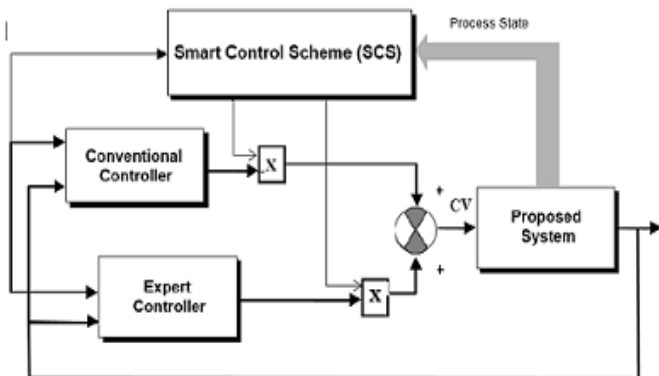 Process State
Smart Control Scheme (SCS)
Conventional
Controller
X
+
CV
Proposed
System
+
Expert
Controller
X